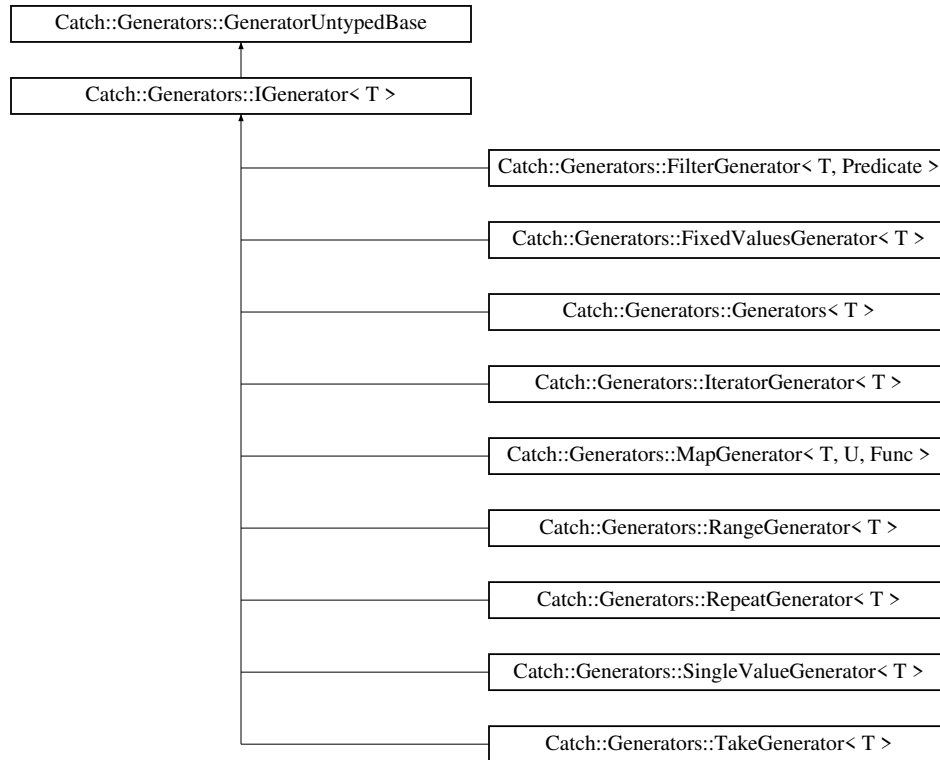 Catch::Generators::GeneratorUntypedBase
Catch::Generators::IGenerator< T >
Catch::Generators::FilterGenerator< T, Predicate >
Catch::Generators::FixedValuesGenerator< T >
Catch::Generators::Generators< T >
Catch::Generators::IteratorGenerator< T >
Catch::Generators::MapGenerator< T, U, Func >
Catch::Generators::RangeGenerator< T >
Catch::Generators::RepeatGenerator< T >
Catch::Generators::SingleValueGenerator< T >
Catch::Generators::TakeGenerator< T >